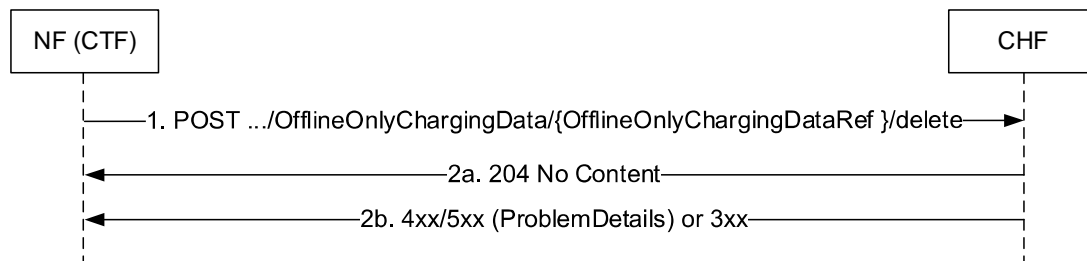 NF (CTF)
CHF
1. POST .../OfflineOnlyChargingData/{OfflineOnlyChargingDataRef }/delete
2a. 204 No Content
2b. 4xx/5xx (ProblemDetails) or 3xx